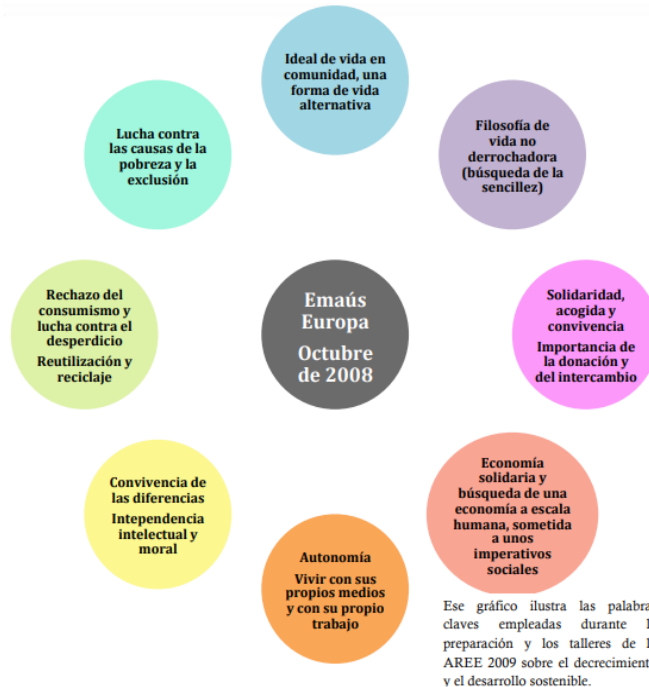 Ideal de vida en
comunidad, una
forma de vida
alternativa
Filosofía de
vida no
derrochadora
(búsqueda de la
sencillez)
Solidaridad,
acogida y
convivencia
Importancia de
la donación y
del intercambio
Economía
solidaria y
búsqueda de una
economía a escala
humana, sometida
a unos
imperativos
sociales
Autonomía
Vivir con sus
propios medios
y con su propio
trabajo
Convivencia de
las diferencias
Intependencia
intelectual y
moral
Rechazo del
consumismo y
lucha contra el
desperdicio
Reutilización y
reciclaje
Lucha contra
las causas de la
pobreza y la
exclusión
Emaús
Europa
Octubre
de 2008
Ese gráfico ilustra las palabra
claves empleadas durante l
preparación y los talleres de l
AREE 2009 sobre el decrecimient
y el desarrollo sostenible.